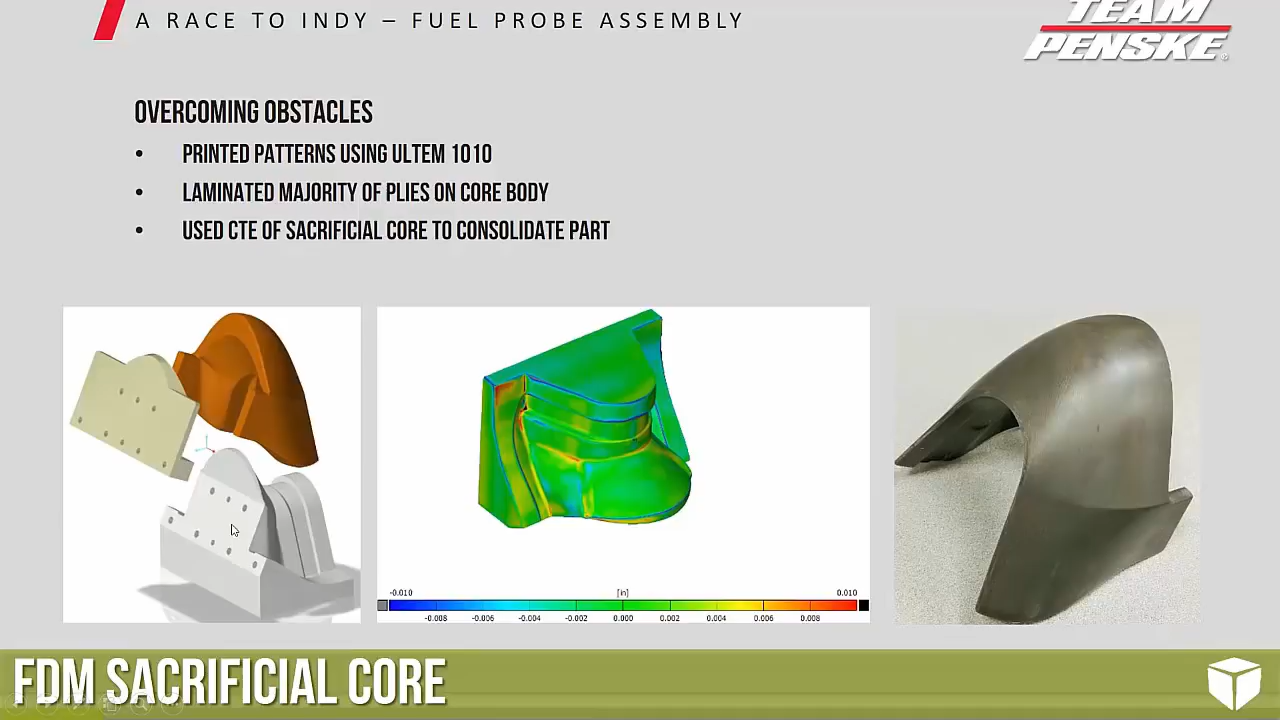 A RACE TO INDY – FUEL PROBE ASSEMBLY
TEAM
PENSKE®
OVERCOMING OBSTACLES
• PRINTED PATTERNS USING ULTEM 1010
• LAMINATED MAJORITY OF PLIES ON CORE BODY
• USED CTE OF SACRIFICIAL CORE TO CONSOLIDATE PART
-0.010 [in] 0.010
-0.008 -0.006 -0.004 -0.002 0.000 0.002 0.004 0.006 0.008
FDM SACRIFICIAL CORE